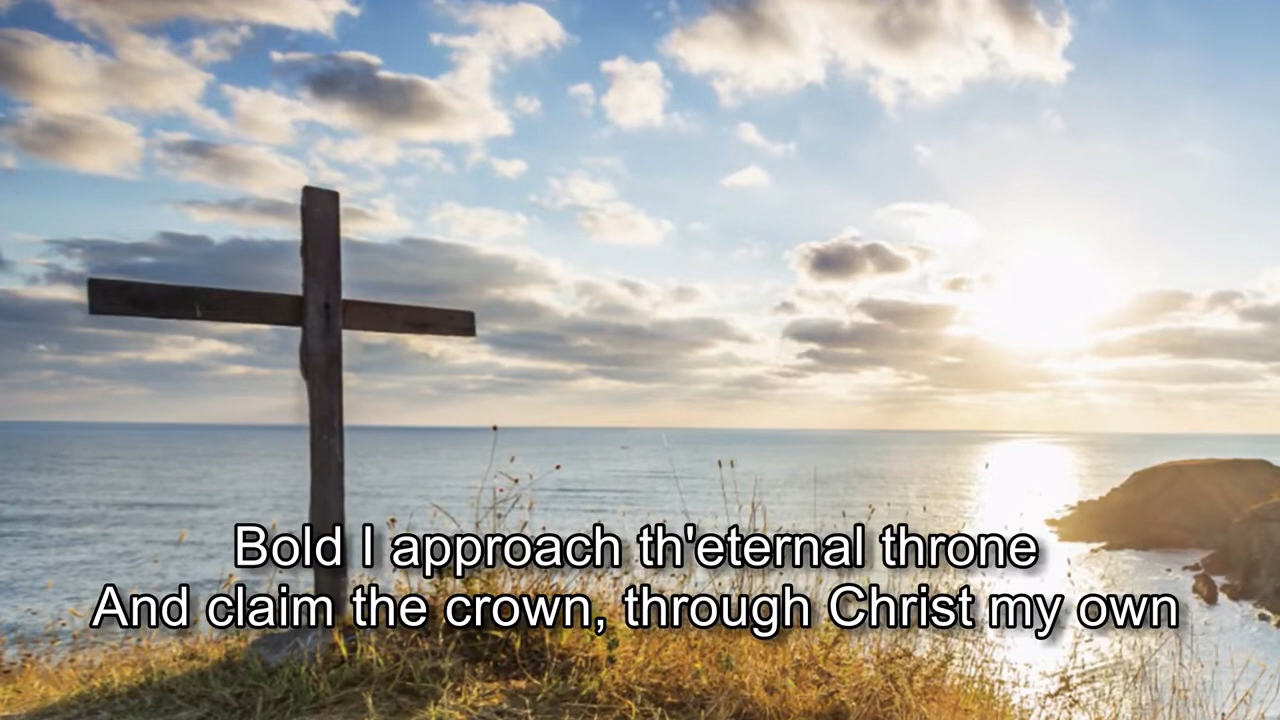 Bold I approach th'eternal throne
And claim the crown, through Christ my own